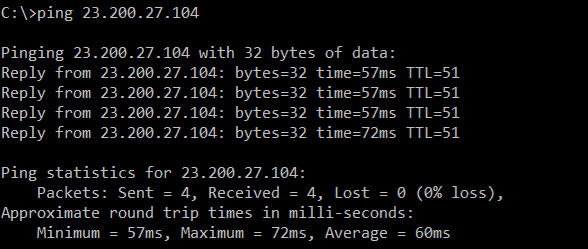 C:\>ping 23.200.27.104
Pinging 23.200.27.104 with 32 bytes of data:
Reply from 23.200.27.104: bytes=32 time=57ms TTL=51
Reply from 23.200.27.104: bytes=32 time=57ms TTL=51
Reply from 23.200.27.104: bytes=32 time=57ms TTL=51
Reply from 23.200.27.104: bytes=32 time=72ms TTL=51
Ping statistics for 23.200.27.104:
    Packets: Sent = 4, Received = 4, Lost = 0 (0% loss),
Approximate round trip times in milli-seconds:
    Minimum = 57ms, Maximum = 72ms, Average = 60ms